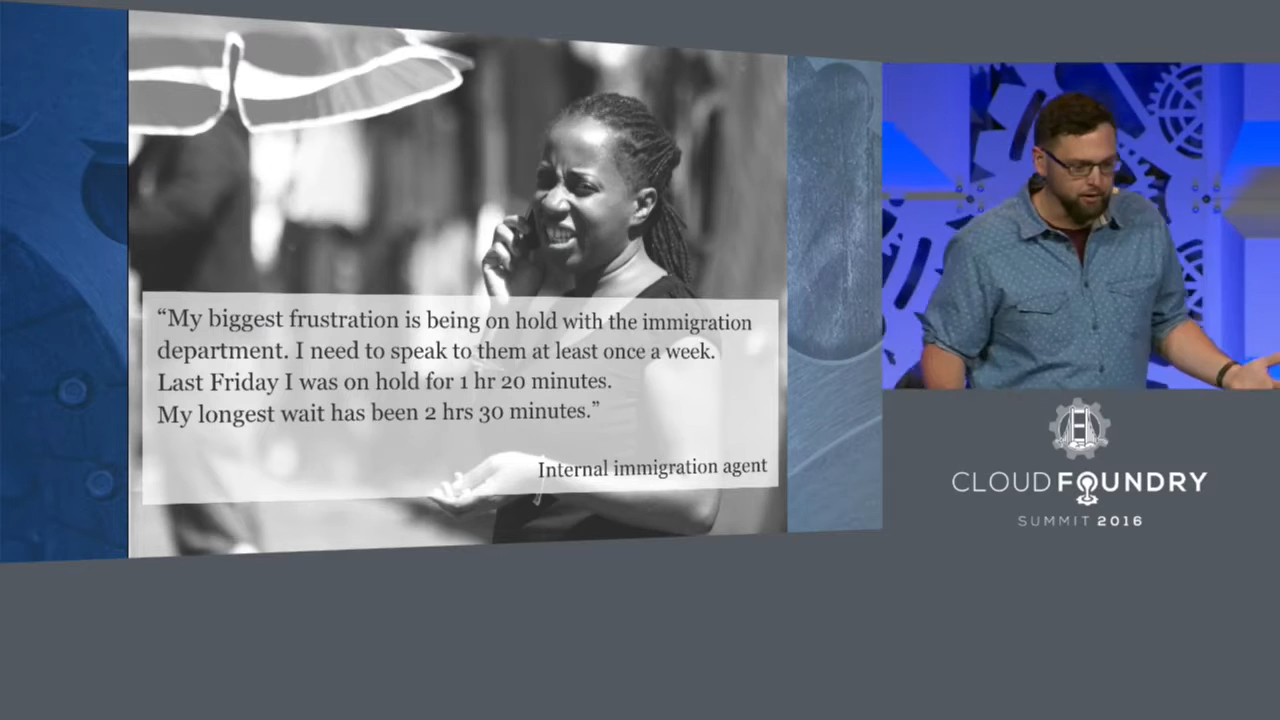 “My biggest frustration is being on hold with the immigration
department. I need to speak to them at least once a week.
Last Friday I was on hold for 1 hr 20 minutes.
My longest wait has been 2 hrs 30 minutes.”
Internal immigration agent
CLOUD FOUNDRY
SUMMIT 2016